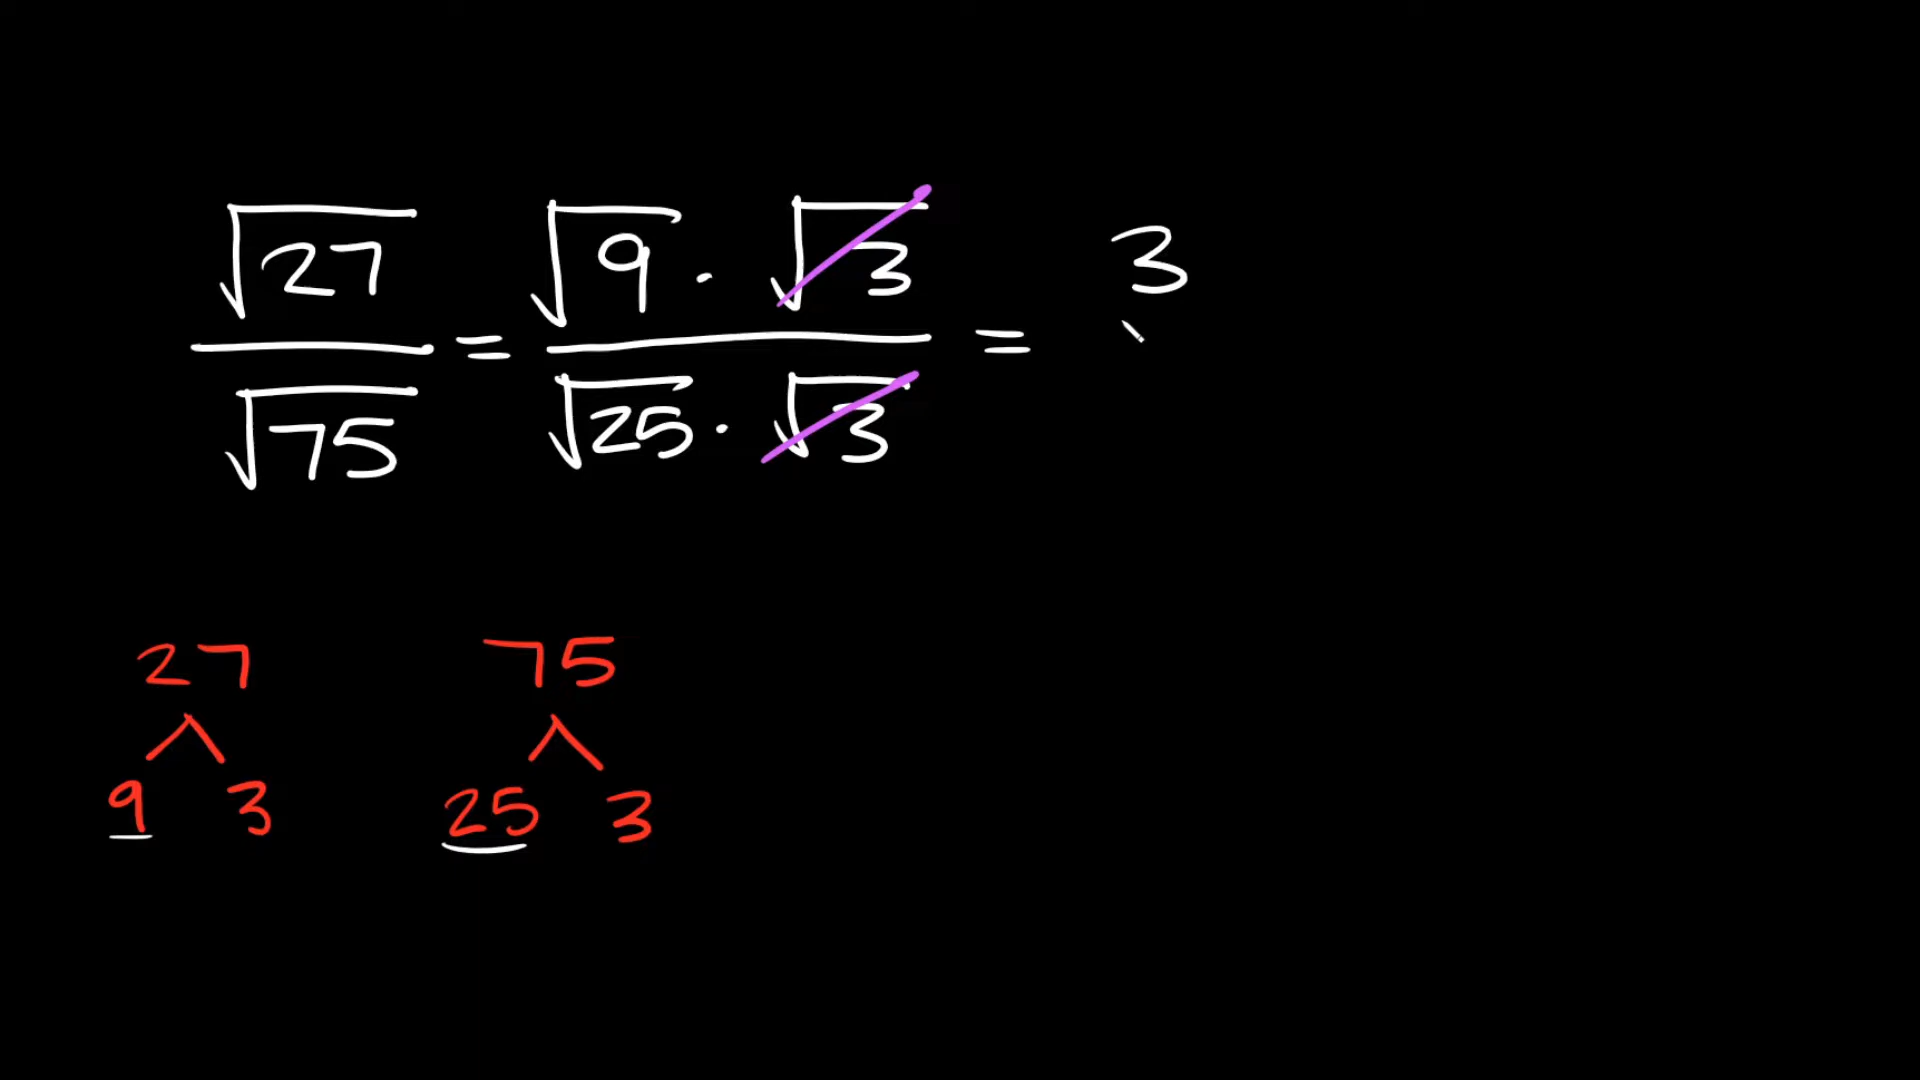 √27 / √75 = √9 · √3 / √25 · √3 = 3
27 75
9 3 25 3